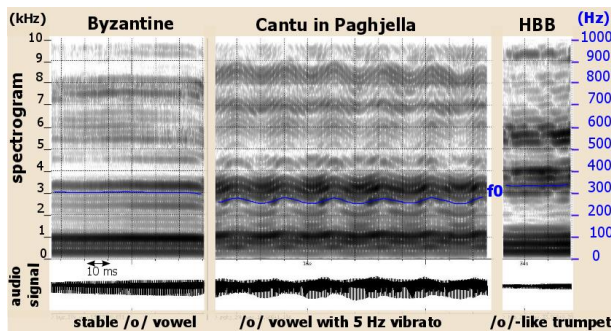 Byzantine Cantu in Paghjella HBB
(kHz) (Hz)
10 1000
9 900
8 800
7 700
6 600
5 500
4 400
3 f0 300
2 200
1 100
0 0
spectrogram
10 ms
audio
signal
stable /o/ vowel /o/ vowel with 5 Hz vibrato /o/-like trumpet